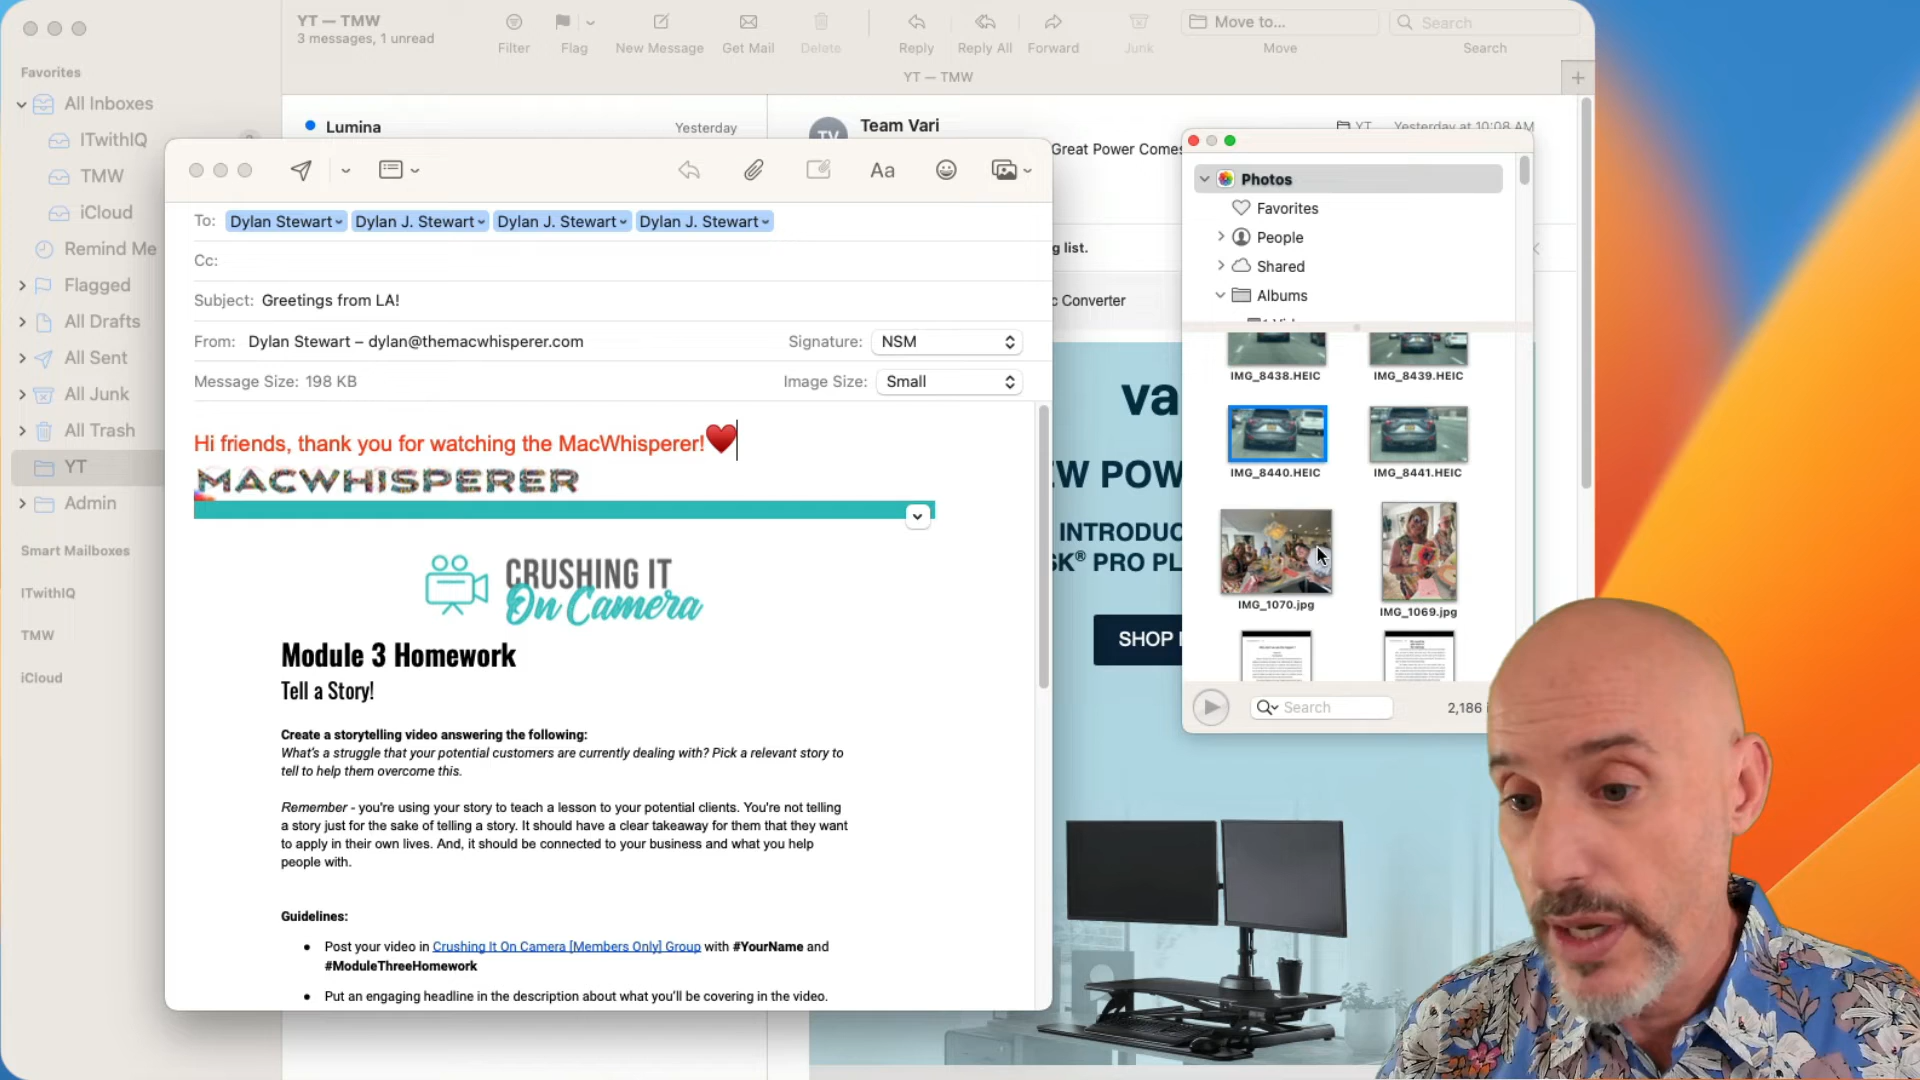 YT — TMW
3 messages, 1 unread
Filter
Flag
New Message
Get Mail
Delete
Reply
Reply All
Forward
Junk
Move to...
Move
Search
Search
YT — TMW
Favorites
All Inboxes
ITwithIQ
TMW
iCloud
Remind Me
Flagged
All Drafts
All Sent
All Junk
All Trash
YT
Admin
Smart Mailboxes
ITwithIQ
TMW
iCloud
Lumina
Yesterday
TV
Team Vari
YT
Yesterday at 10:08 AM
Great Power Comes
g list.
c Converter
va
EW POW
INTRODUC
SK® PRO PL
SHOP
To: Dylan Stewart Dylan J. Stewart Dylan J. Stewart Dylan J. Stewart
Cc:
Subject: Greetings from LA!
From: Dylan Stewart – dylan@themacwhisperer.com
Signature: NSM
Message Size: 198 KB
Image Size: Small
Aa
Hi friends, thank you for watching the MacWhisperer!❤️
MACWHISPERER
CRUSHING IT
On Camera
Module 3 Homework
Tell a Story!
Create a storytelling video answering the following:
What's a struggle that your potential customers are currently dealing with? Pick a relevant story to
tell to help them overcome this.
Remember - you're using your story to teach a lesson to your potential clients. You're not telling
a story just for the sake of telling a story. It should have a clear takeaway for them that they want
to apply in their own lives. And, it should be connected to your business and what you help
people with.
Guidelines:
• Post your video in Crushing It On Camera [Members Only] Group with #YourName and
#ModuleThreeHomework
• Put an engaging headline in the description about what you'll be covering in the video.
Photos
Favorites
People
Shared
Albums
IMG_8438.HEIC
IMG_8439.HEIC
IMG_8440.HEIC
IMG_8441.HEIC
IMG_1070.jpg
IMG_1069.jpg
Search
2,186